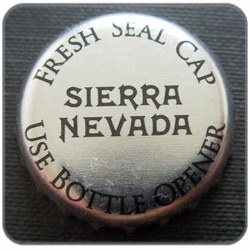 FRESH SEAL CAP
SIERRA
NEVADA
USE BOTTLE OPENER